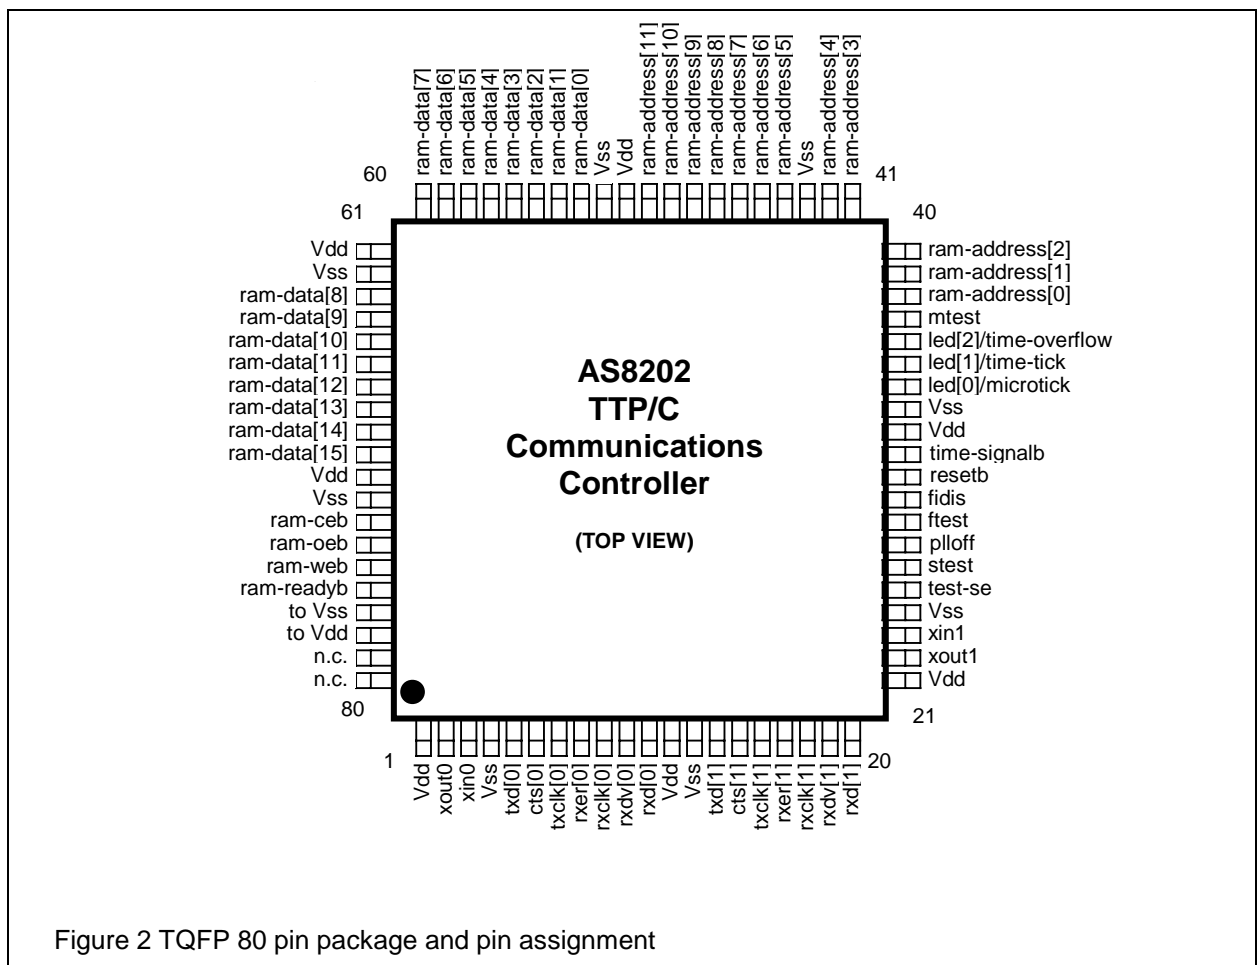 ram-data[7]
ram-data[6]
ram-data[5]
ram-data[4]
ram-data[3]
ram-data[2]
ram-data[1]
ram-data[0]
Vss
Vdd
ram-address[11]
ram-address[10]
ram-address[9]
ram-address[8]
ram-address[7]
ram-address[6]
ram-address[5]
Vss
ram-address[4]
ram-address[3]
60
41
61
40
Vdd
Vss
ram-data[8]
ram-data[9]
ram-data[10]
ram-data[11]
ram-data[12]
ram-data[13]
ram-data[14]
ram-data[15]
Vdd
Vss
ram-ceb
ram-oeb
ram-web
ram-readyb
to Vss
to Vdd
n.c.
n.c.
AS8202
TTP/C
Communications
Controller
(TOP VIEW)
ram-address[2]
ram-address[1]
ram-address[0]
mtest
led[2]/time-overflow
led[1]/time-tick
led[0]/microtick
Vss
Vdd
time-signalb
resetb
fidis
ftest
plloff
stest
test-se
Vss
xin1
xout1
Vdd
80
21
1
20
Vdd
xout0
xin0
Vss
txd[0]
cts[0]
txclk[0]
rxer[0]
rxclk[0]
rxdv[0]
rxd[0]
Vdd
Vss
txd[1]
cts[1]
txclk[1]
rxer[1]
rxclk[1]
rxdv[1]
rxd[1]
Figure 2 TQFP 80 pin package and pin assignment